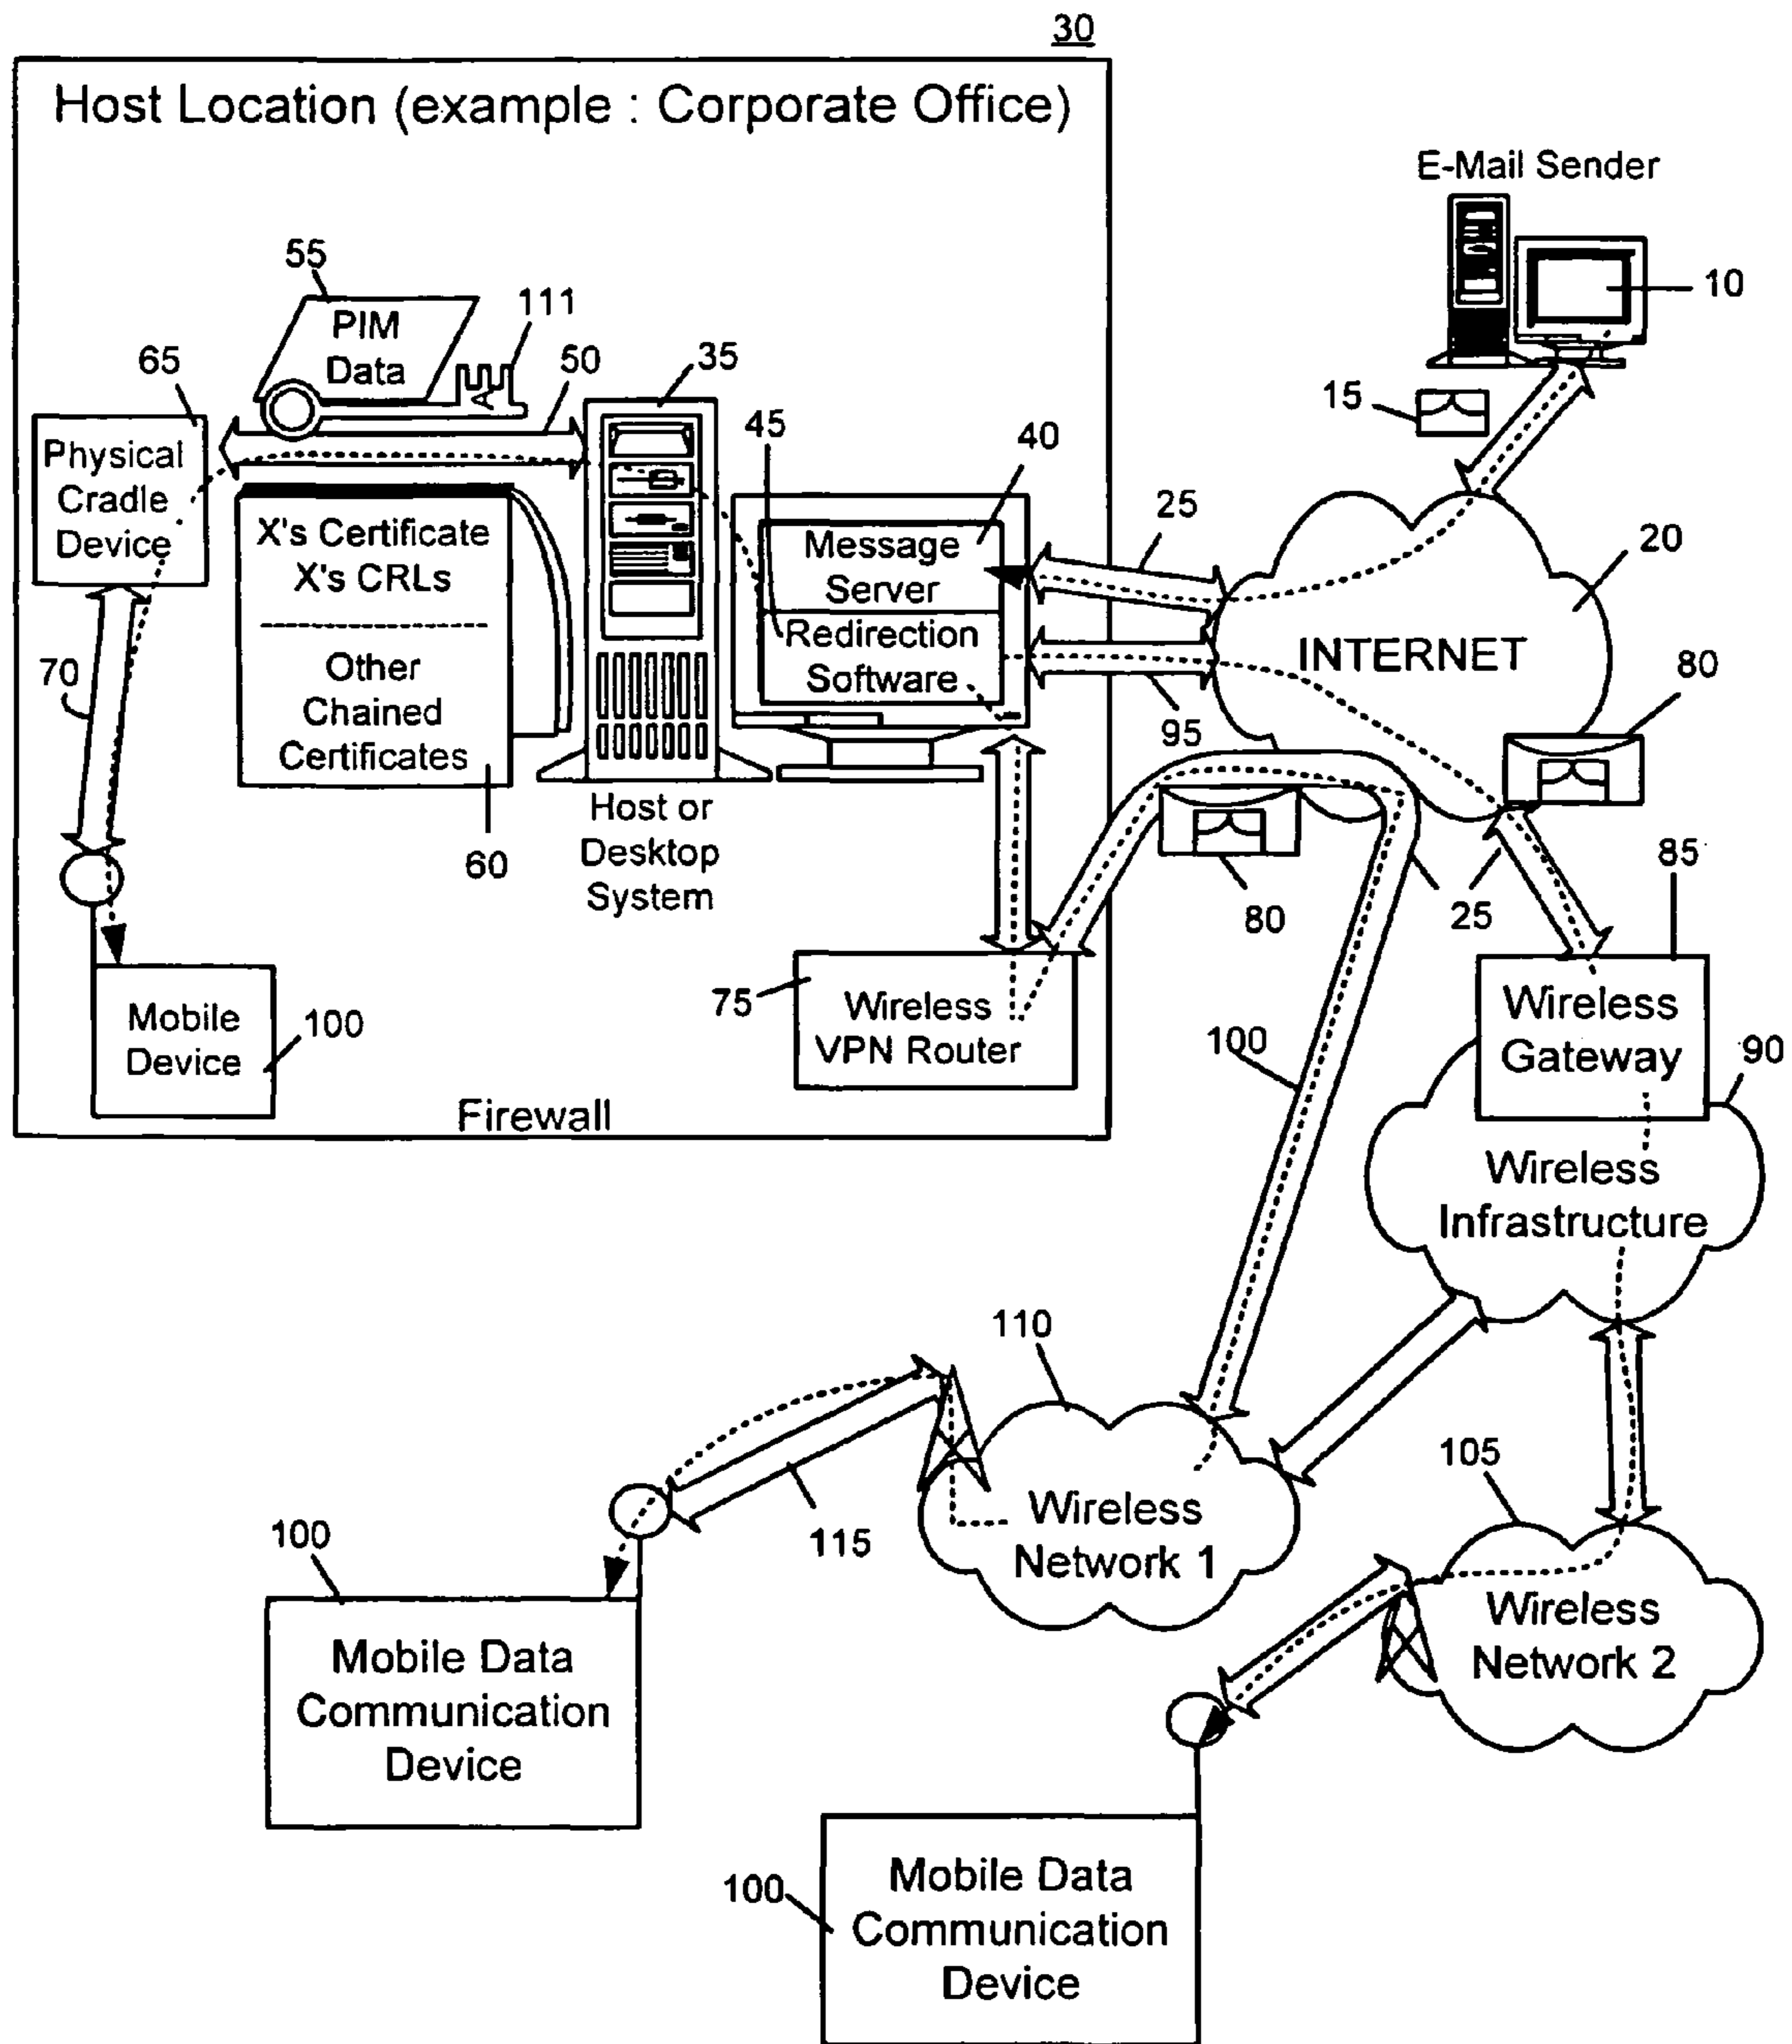 30
Host Location (example : Corporate Office)
E-Mail Sender
10
15
55
PIM
Data
111
65
50
35
Physical
Cradle
Device
45
40
25
20
X's Certificate
X's CRLs
Message
Server
Redirection
Software
INTERNET
80
Other
Chained
Certificates
70
95
60
Host or
Desktop
System
80
25
85
75
Wireless
VPN Router
Wireless
Gateway
Mobile
Device
100
100
90
Firewall
Wireless
Infrastructure
110
105
Wireless
Network 1
115
100
Wireless
Network 2
Mobile Data
Communication
Device
100
Mobile Data
Communication
Device